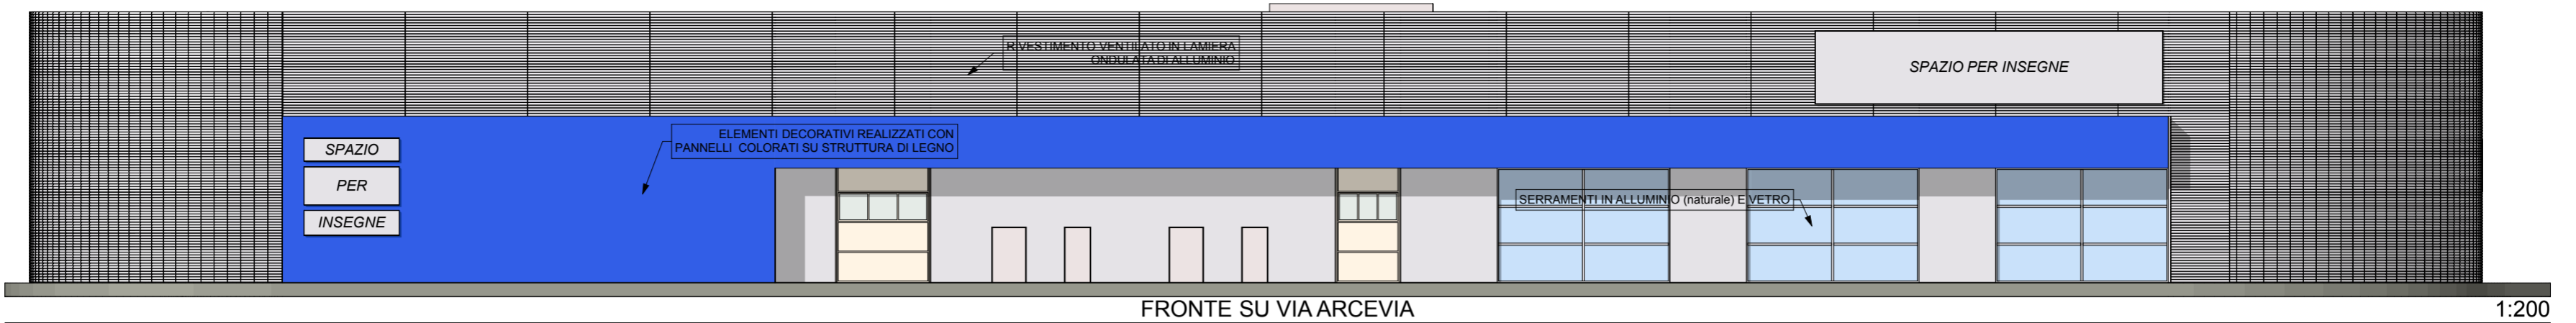 RIVESTIMENTO VENTILATO IN LAMIERA
ONDULATA DI ALLUMINIO
SPAZIO PER INSEGNE
ELEMENTI DECORATIVI REALIZZATI CON
PANNELLI COLORATI SU STRUTTURA DI LEGNO
SPAZIO
PER
INSEGNE
SERRAMENTI IN ALLUMINIO (naturale) E VETRO
FRONTE SU VIA ARCEVIA
1:200